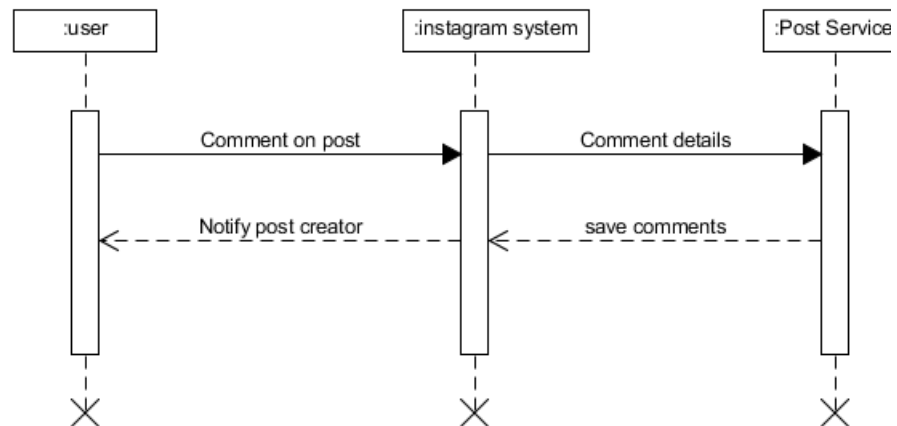 :user
:instagram system
:Post Service
Comment on post
Comment details
Notify post creator
save comments